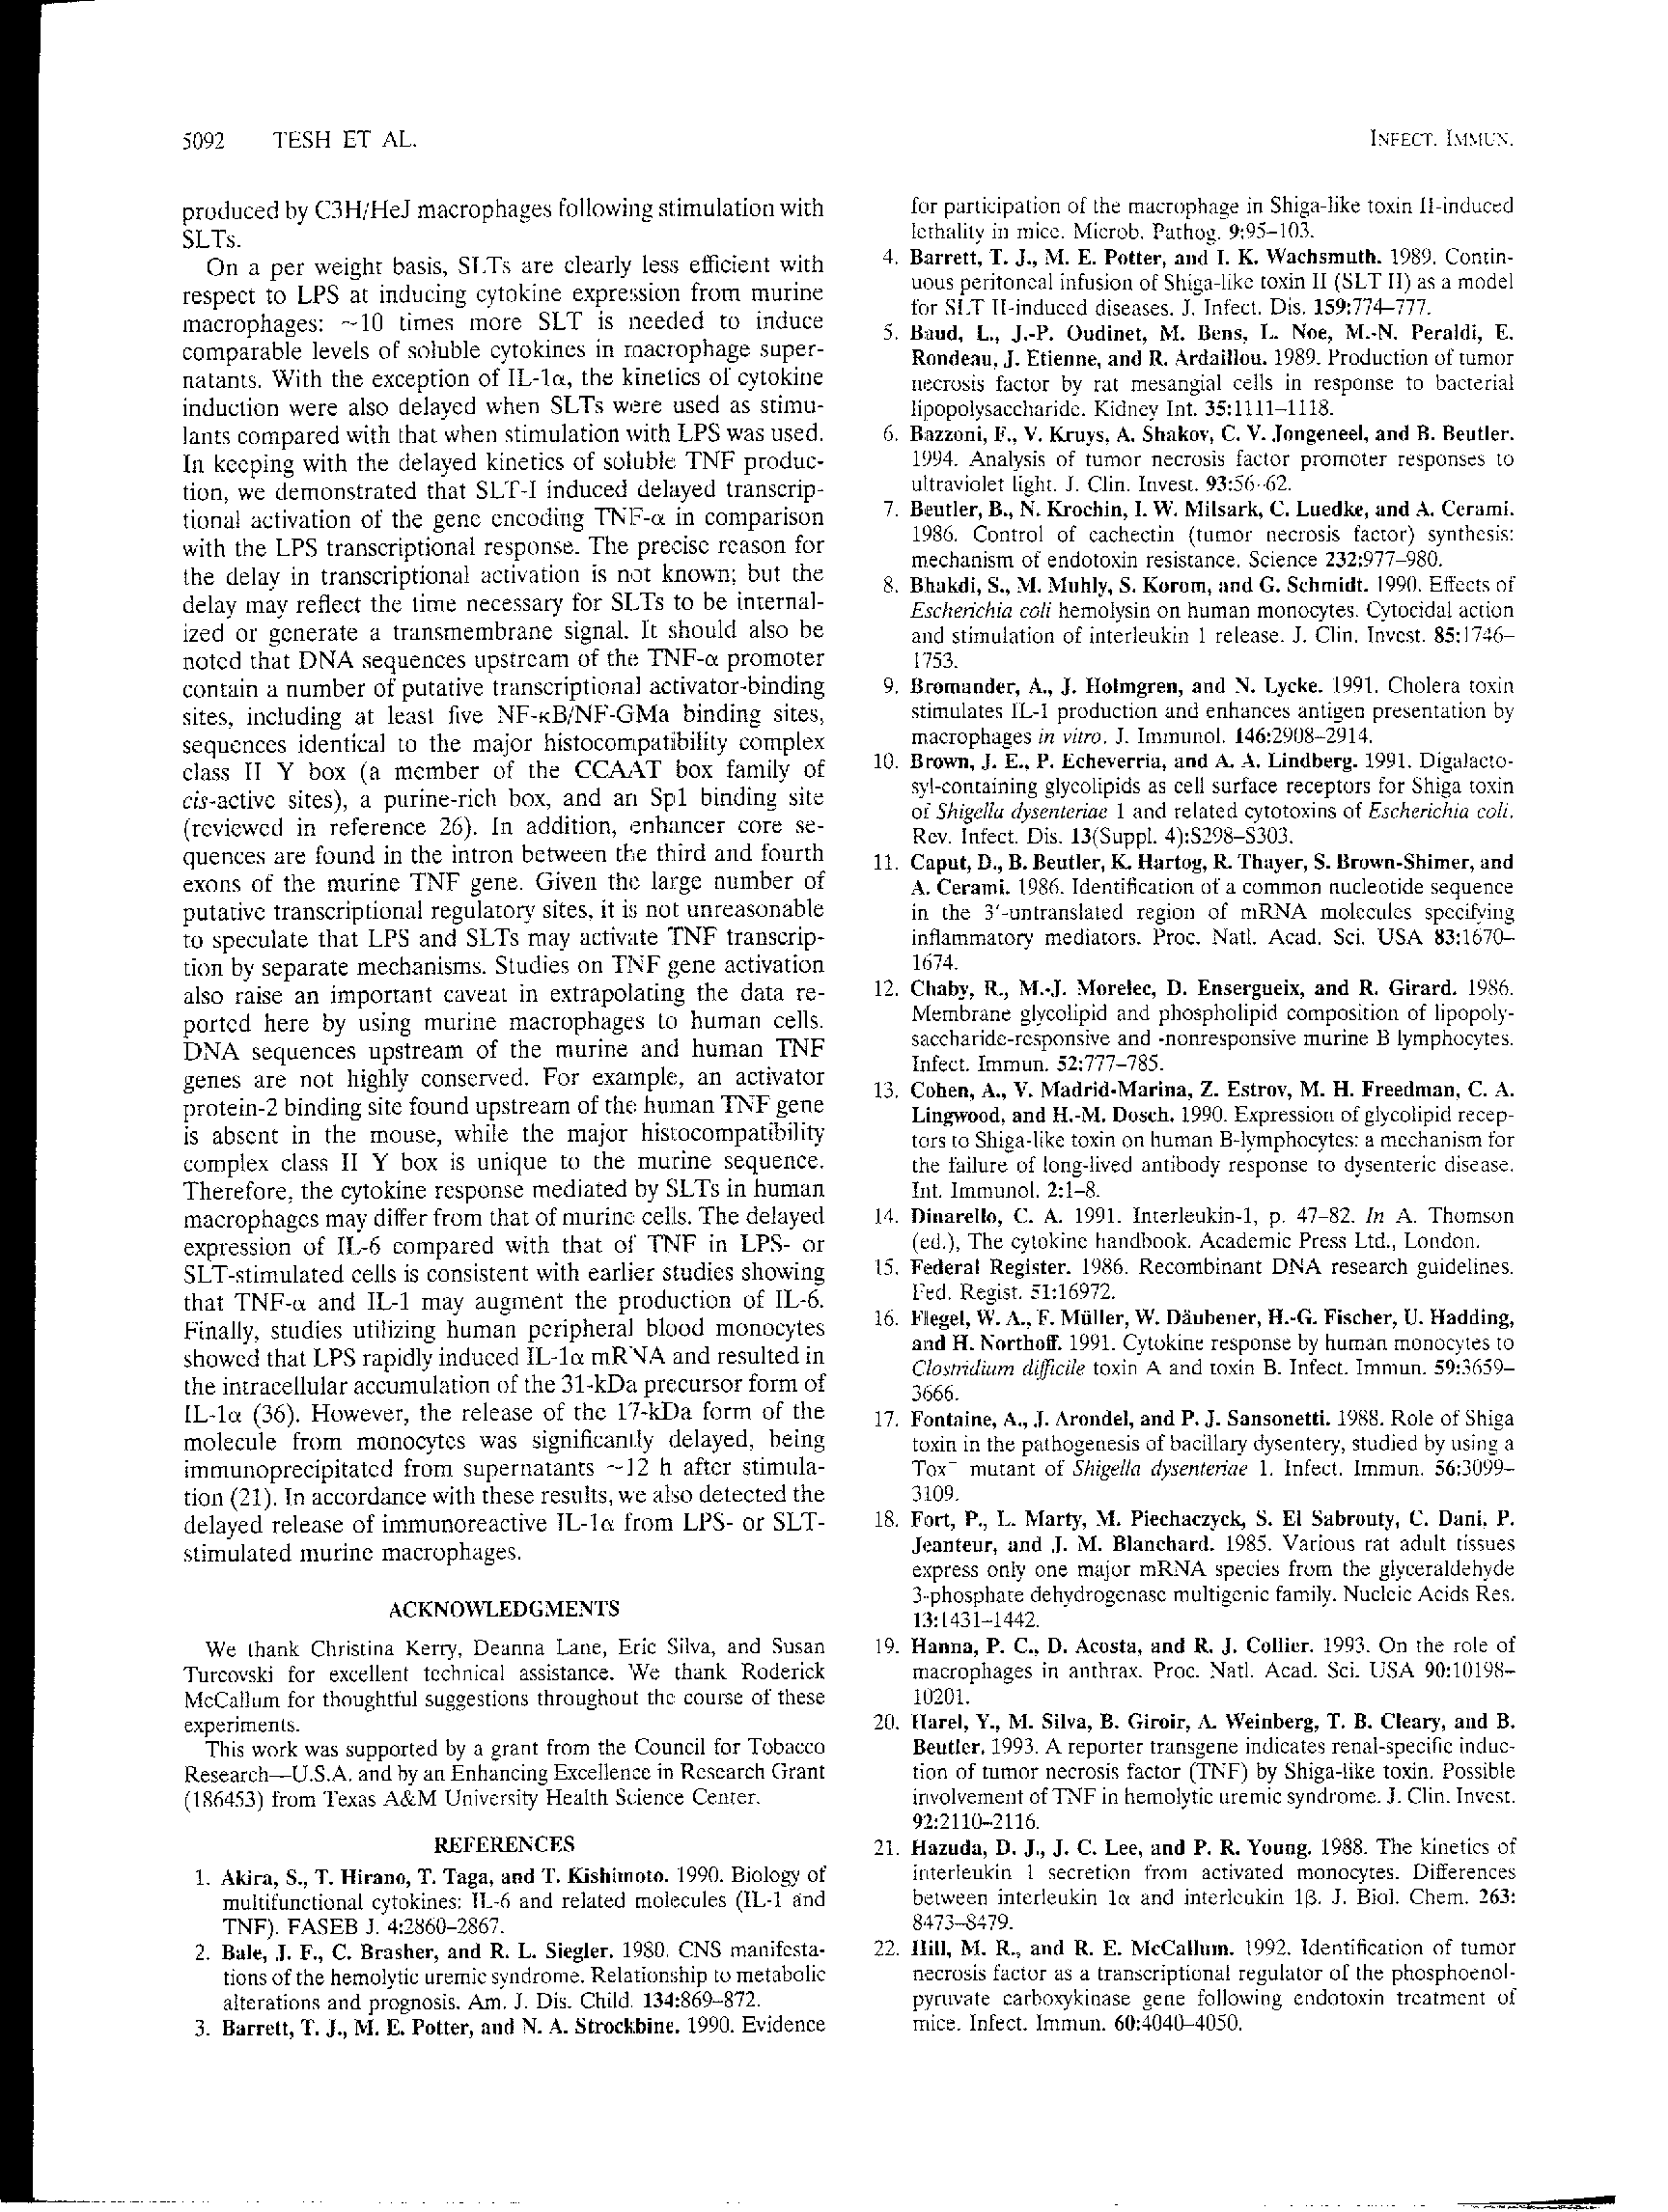 5092 TESH ET AL.
INFECT. IMMUN.
produced by C3H/HeJ macrophages following stimulation with
SLTs.
On a per weight basis, SLTs are clearly less efficient with
respect to LPS at inducing cytokine expression from murine
macrophages: ~10 times more SLT is needed to induce
comparable levels of soluble cytokines in macrophage super-
natants. With the exception of IL-1α, the kinetics of cytokine
induction were also delayed when SLTs were used as stimu-
lants compared with that when stimulation with LPS was used.
In keeping with the delayed kinetics of soluble TNF produc-
tion, we demonstrated that SLT-I induced delayed transcrip-
tional activation of the gene encoding TNF-α in comparison
with the LPS transcriptional response. The precise reason for
the delay in transcriptional activation is not known; but the
delay may reflect the time necessary for SLTs to be internal-
ized or generate a transmembrane signal. It should also be
noted that DNA sequences upstream of the TNF-α promoter
contain a number of putative transcriptional activator-binding
sites, including at least five NF-κB/NF-GMa binding sites,
sequences identical to the major histocompatibility complex
class II Y box (a member of the CCAAT box family of
cis-active sites), a purine-rich box, and an Sp1 binding site
(reviewed in reference 26). In addition, enhancer core se-
quences are found in the intron between the third and fourth
exons of the murine TNF gene. Given the large number of
putative transcriptional regulatory sites, it is not unreasonable
to speculate that LPS and SLTs may activate TNF transcrip-
tion by separate mechanisms. Studies on TNF gene activation
also raise an important caveat in extrapolating the data re-
ported here by using murine macrophages to human cells.
DNA sequences upstream of the murine and human TNF
genes are not highly conserved. For example, an activator
protein-2 binding site found upstream of the human TNF gene
is absent in the mouse, while the major histocompatibility
complex class II Y box is unique to the murine sequence.
Therefore, the cytokine response mediated by SLTs in human
macrophages may differ from that of murine cells. The delayed
expression of IL-6 compared with that of TNF in LPS- or
SLT-stimulated cells is consistent with earlier studies showing
that TNF-α and IL-1 may augment the production of IL-6.
Finally, studies utilizing human peripheral blood monocytes
showed that LPS rapidly induced IL-1α mRNA and resulted in
the intracellular accumulation of the 31-kDa precursor form of
IL-1α (36). However, the release of the 17-kDa form of the
molecule from monocytes was significantly delayed, being
immunoprecipitated from supernatants ~12 h after stimula-
tion (21). In accordance with these results, we also detected the
delayed release of immunoreactive IL-1α from LPS- or SLT-
stimulated murine macrophages.
ACKNOWLEDGMENTS
We thank Christina Kerry, Deanna Lane, Eric Silva, and Susan
Turcovski for excellent technical assistance. We thank Roderick
McCallum for thoughtful suggestions throughout the course of these
experiments.
This work was supported by a grant from the Council for Tobacco
Research—U.S.A. and by an Enhancing Excellence in Research Grant
(186453) from Texas A&M University Health Science Center.
REFERENCES
1. Akira, S., T. Hirano, T. Taga, and T. Kishimoto. 1990. Biology of
multifunctional cytokines: IL-6 and related molecules (IL-1 and
TNF). FASEB J. 4:2860–2867.
2. Bale, J. F., C. Brasher, and R. L. Siegler. 1980. CNS manifesta-
tions of the hemolytic uremic syndrome. Relationship to metabolic
alterations and prognosis. Am. J. Dis. Child. 134:869–872.
3. Barrett, T. J., M. E. Potter, and N. A. Strockbine. 1990. Evidence
for participation of the macrophage in Shiga-like toxin II-induced
lethality in mice. Microb. Pathog. 9:95–103.
4. Barrett, T. J., M. E. Potter, and I. K. Wachsmuth. 1989. Contin-
uous peritoneal infusion of Shiga-like toxin II (SLT II) as a model
for SLT II-induced diseases. J. Infect. Dis. 159:774–777.
5. Baud, L., J.-P. Oudinet, M. Bens, L. Noe, M.-N. Peraldi, E.
Rondeau, J. Etienne, and R. Ardaillou. 1989. Production of tumor
necrosis factor by rat mesangial cells in response to bacterial
lipopolysaccharide. Kidney Int. 35:1111–1118.
6. Bazzoni, F., V. Kruys, A. Shakov, C. V. Jongeneel, and B. Beutler.
1994. Analysis of tumor necrosis factor promoter responses to
ultraviolet light. J. Clin. Invest. 93:56–62.
7. Beutler, B., N. Krochin, I. W. Milsark, C. Luedke, and A. Cerami.
1986. Control of cachectin (tumor necrosis factor) synthesis:
mechanism of endotoxin resistance. Science 232:977–980.
8. Bhakdi, S., M. Muhly, S. Korom, and G. Schmidt. 1990. Effects of
Escherichia coli hemolysin on human monocytes. Cytocidal action
and stimulation of interleukin 1 release. J. Clin. Invest. 85:1746–
1753.
9. Bromander, A., J. Holmgren, and N. Lycke. 1991. Cholera toxin
stimulates IL-1 production and enhances antigen presentation by
macrophages in vitro. J. Immunol. 146:2908–2914.
10. Brown, J. E., P. Echeverria, and A. A. Lindberg. 1991. Digalacto-
syl-containing glycolipids as cell surface receptors for Shiga toxin
of Shigella dysenteriae 1 and related cytotoxins of Escherichia coli.
Rev. Infect. Dis. 13(Suppl. 4):S298–S303.
11. Caput, D., B. Beutler, K. Hartog, R. Thayer, S. Brown-Shimer, and
A. Cerami. 1986. Identification of a common nucleotide sequence
in the 3′-untranslated region of mRNA molecules specifying
inflammatory mediators. Proc. Natl. Acad. Sci. USA 83:1670–
1674.
12. Chaby, R., M.-J. Morelec, D. Ensergueix, and R. Girard. 1986.
Membrane glycolipid and phospholipid composition of lipopoly-
saccharide-responsive and -nonresponsive murine B lymphocytes.
Infect. Immun. 52:777–785.
13. Cohen, A., V. Madrid-Marina, Z. Estrov, M. H. Freedman, C. A.
Lingwood, and H.-M. Dosch. 1990. Expression of glycolipid recep-
tors to Shiga-like toxin on human B-lymphocytes: a mechanism for
the failure of long-lived antibody response to dysenteric disease.
Int. Immunol. 2:1–8.
14. Dinarello, C. A. 1991. Interleukin-1, p. 47–82. In A. Thomson
(ed.), The cytokine handbook. Academic Press Ltd., London.
15. Federal Register. 1986. Recombinant DNA research guidelines.
Fed. Regist. 51:16972.
16. Flegel, W. A., F. Müller, W. Däubener, H.-G. Fischer, U. Hadding,
and H. Northoff. 1991. Cytokine response by human monocytes to
Clostridium difficile toxin A and toxin B. Infect. Immun. 59:3659–
3666.
17. Fontaine, A., J. Arondel, and P. J. Sansonetti. 1988. Role of Shiga
toxin in the pathogenesis of bacillary dysentery, studied by using a
Tox⁻ mutant of Shigella dysenteriae 1. Infect. Immun. 56:3099–
3109.
18. Fort, P., L. Marty, M. Piechaczyck, S. El Sabrouty, C. Dani, P.
Jeanteur, and J. M. Blanchard. 1985. Various rat adult tissues
express only one major mRNA species from the glyceraldehyde
3-phosphate dehydrogenase multigenic family. Nucleic Acids Res.
13:1431–1442.
19. Hanna, P. C., D. Acosta, and R. J. Collier. 1993. On the role of
macrophages in anthrax. Proc. Natl. Acad. Sci. USA 90:10198–
10201.
20. Harel, Y., M. Silva, B. Giroir, A. Weinberg, T. B. Cleary, and B.
Beutler. 1993. A reporter transgene indicates renal-specific induc-
tion of tumor necrosis factor (TNF) by Shiga-like toxin. Possible
involvement of TNF in hemolytic uremic syndrome. J. Clin. Invest.
92:2110–2116.
21. Hazuda, D. J., J. C. Lee, and P. R. Young. 1988. The kinetics of
interleukin 1 secretion from activated monocytes. Differences
between interleukin 1α and interleukin 1β. J. Biol. Chem. 263:
8473–8479.
22. Hill, M. R., and R. E. McCallum. 1992. Identification of tumor
necrosis factor as a transcriptional regulator of the phosphoenol-
pyruvate carboxykinase gene following endotoxin treatment of
mice. Infect. Immun. 60:4040–4050.